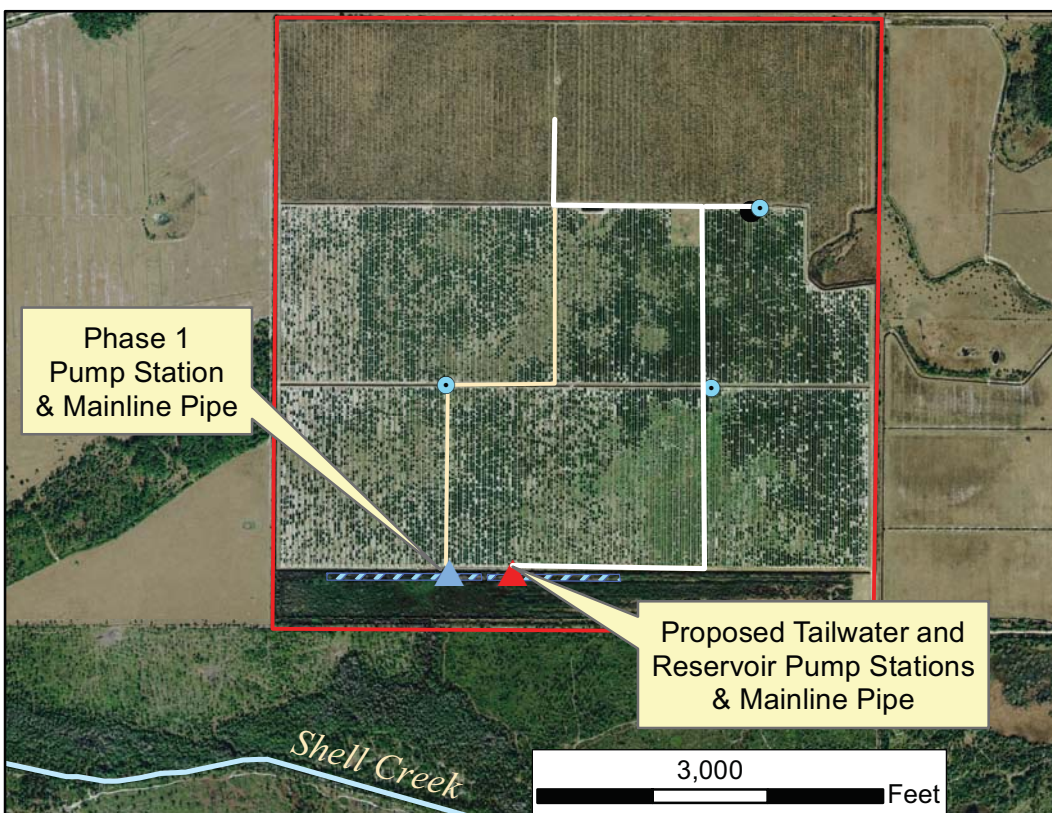 Phase 1
Pump Station
& Mainline Pipe
Proposed Tailwater and
Reservoir Pump Stations
& Mainline Pipe
Shell Creek
3,000
Feet